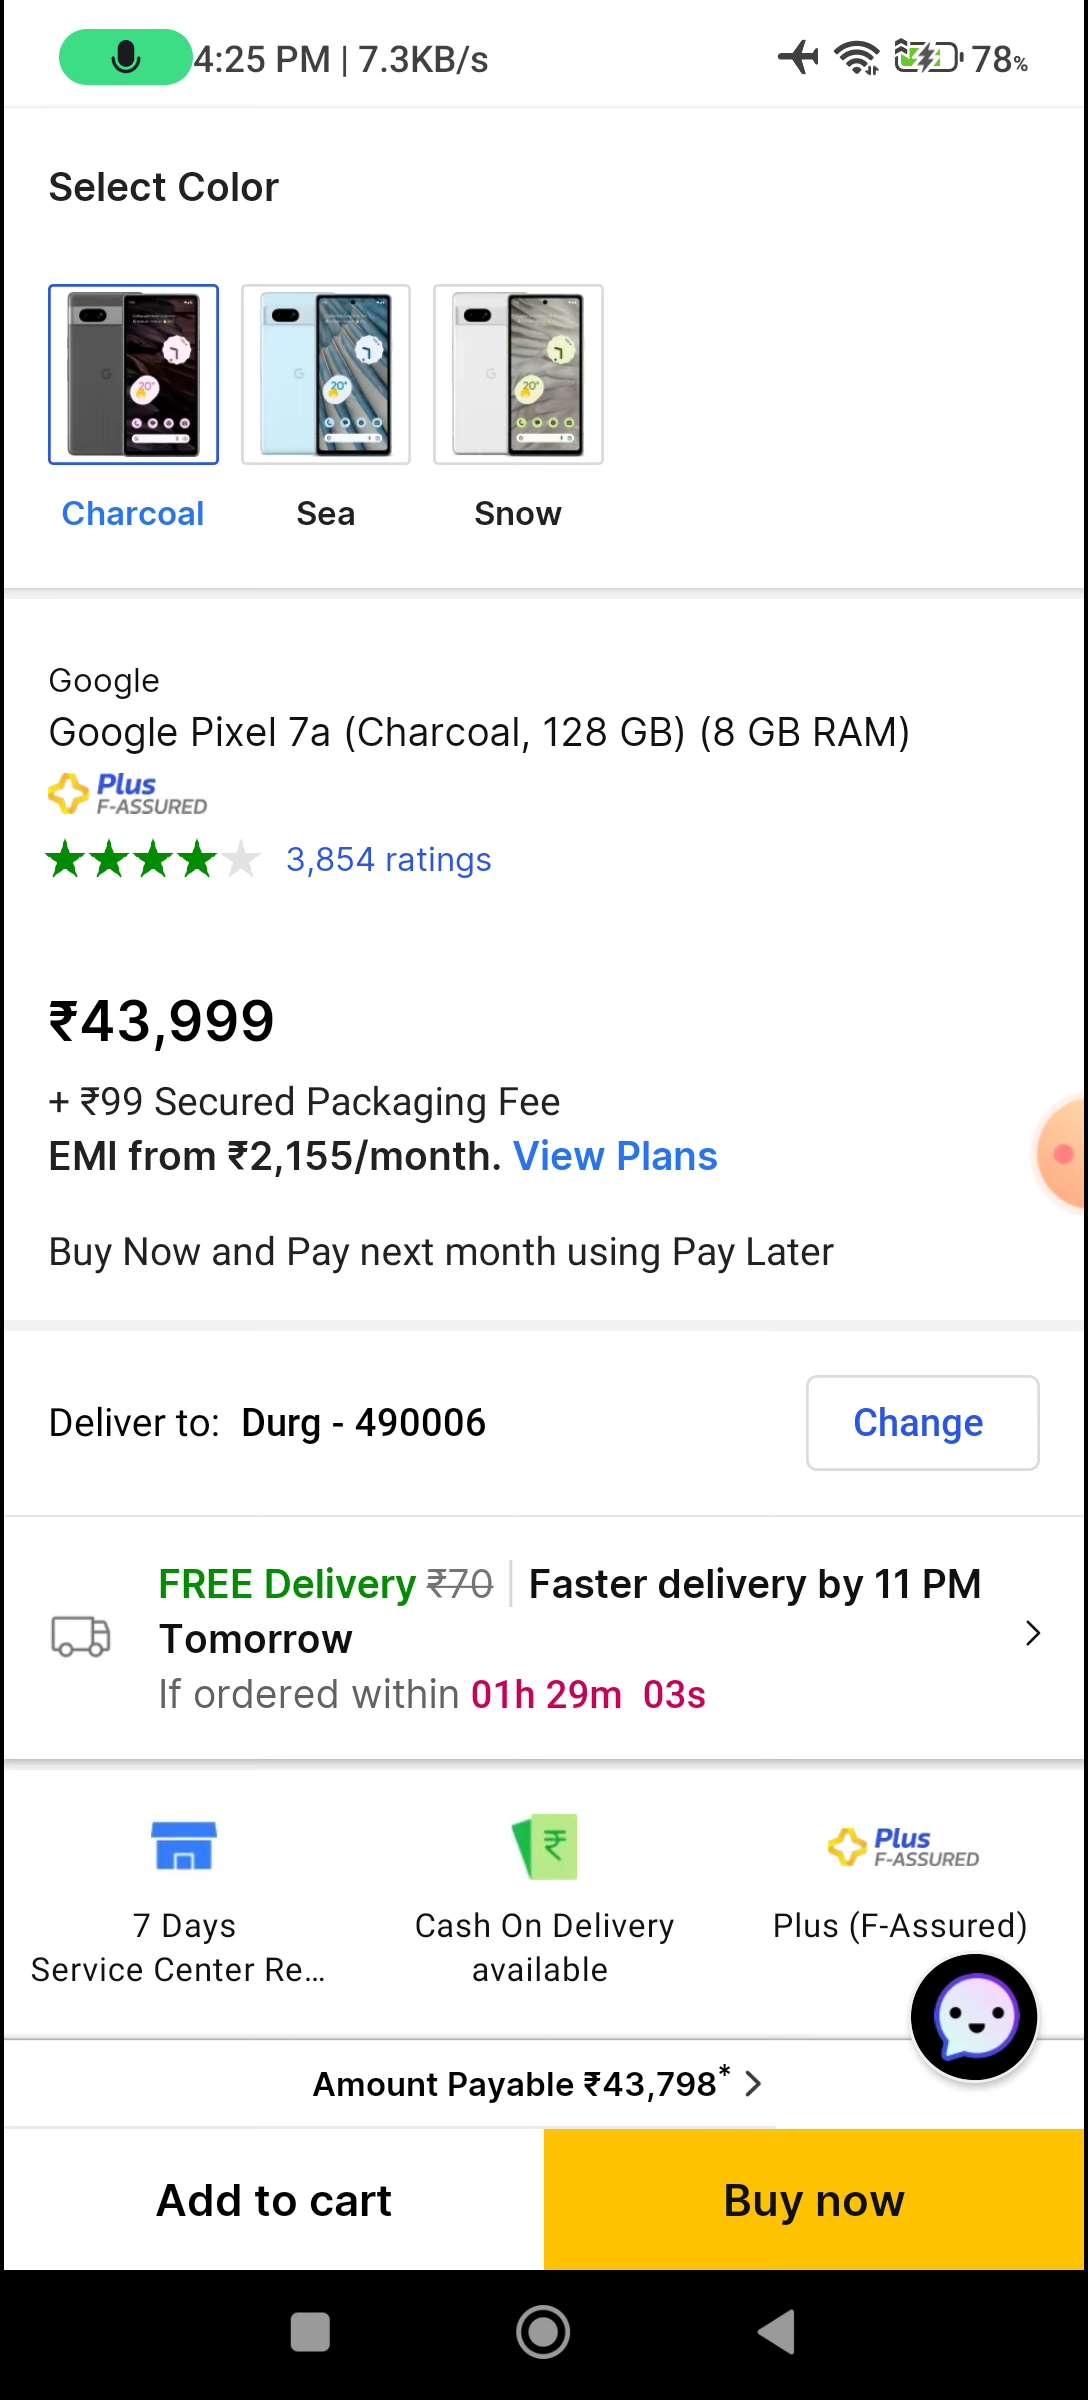 4:25 PM | 7.3KB/s 78%
Select Color
Charcoal Sea Snow
Google
Google Pixel 7a (Charcoal, 128 GB) (8 GB RAM)
Plus
F-ASSURED
3,854 ratings
₹43,999
+ ₹99 Secured Packaging Fee
EMI from ₹2,155/month. View Plans
Buy Now and Pay next month using Pay Later
Deliver to: Durg - 490006 Change
FREE Delivery ₹70 | Faster delivery by 11 PM
Tomorrow
If ordered within 01h 29m 03s
₹ Plus
F-ASSURED
7 Days Cash On Delivery Plus (F-Assured)
Service Center Re... available
Amount Payable ₹43,798*
Add to cart Buy now